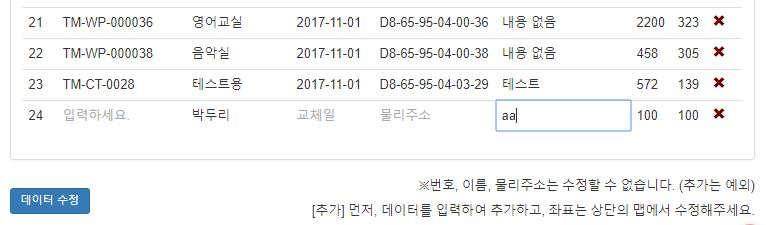 21 TM-WP-000036 영어교실 2017-11-01 D8-65-95-04-00-36 내용 없음 2200 323 ✖
22 TM-WP-000038 음악실 2017-11-01 D8-65-95-04-00-38 내용 없음 458 305 ✖
23 TM-CT-0028 테스트용 2017-11-01 D8-65-95-04-03-29 테스트 572 139 ✖
24 입력하세요. 박두리 교체일 물리주소 aa 100 100 ✖
※번호, 이름, 물리주소는 수정할 수 없습니다. (추가는 예외)
데이터 수정
[추가] 먼저, 데이터를 입력하여 추가하고, 좌표는 상단의 맵에서 수정해주세요.